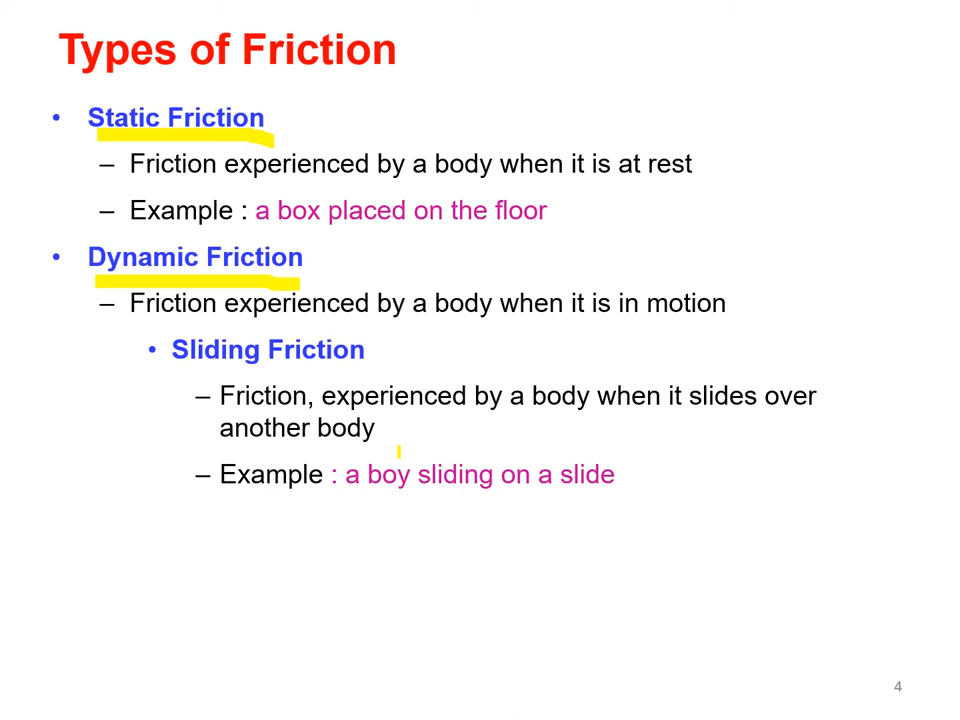 Types of Friction
• Static Friction
– Friction experienced by a body when it is at rest
– Example : a box placed on the floor
• Dynamic Friction
– Friction experienced by a body when it is in motion
• Sliding Friction
– Friction, experienced by a body when it slides over
another body
– Example : a boy sliding on a slide
4